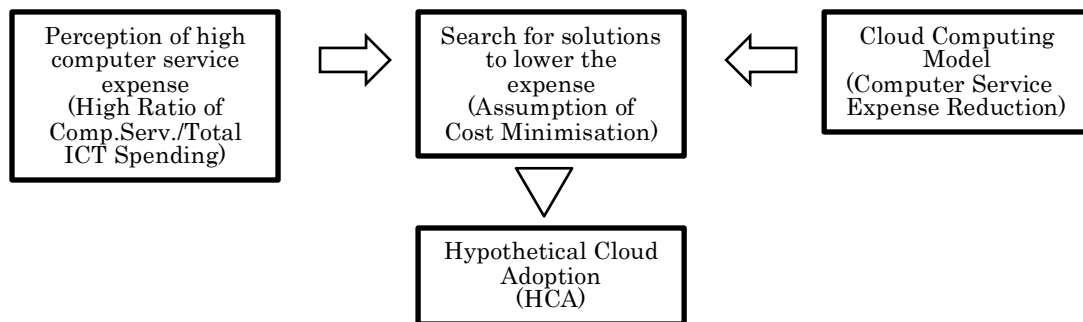 Perception of high
computer service
expense
(High Ratio of
Comp.Serv./Total
ICT Spending)
Search for solutions
to lower the
expense
(Assumption of
Cost Minimisation)
Cloud Computing
Model
(Computer Service
Expense Reduction)
Hypothetical Cloud
Adoption
(HCA)